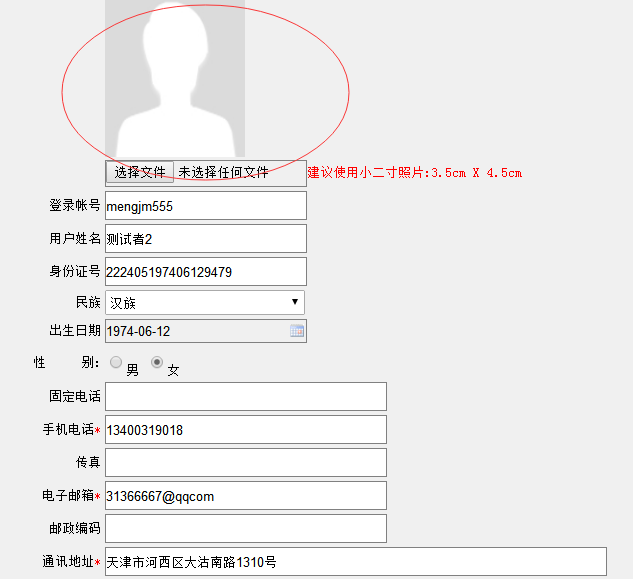 选择文件 未选择任何文件 建议使用小二寸照片:3.5cm X 4.5cm
登录帐号 mengjm555
用户姓名 测试者2
身份证号 222405197406129479
民族 汉族
出生日期 1974-06-12
性 别: 男 女
固定电话
手机电话* 13400319018
传真
电子邮箱* 31366667@qqcom
邮政编码
通讯地址* 天津市河西区大沽南路1310号